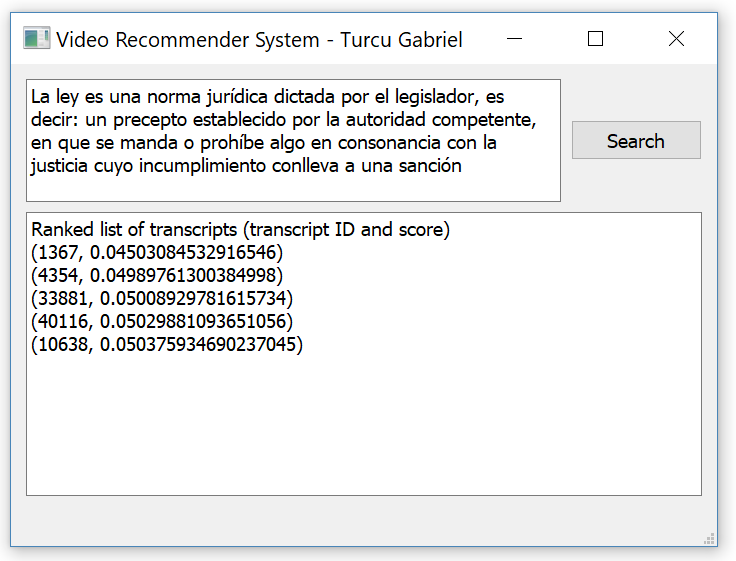 Video Recommender System - Turcu Gabriel
La ley es una norma jurídica dictada por el legislador, es
decir: un precepto establecido por la autoridad competente,
en que se manda o prohíbe algo en consonancia con la
justicia cuyo incumplimiento conlleva a una sanción
Search
Ranked list of transcripts (transcript ID and score)
(1367, 0.04503084532916546)
(4354, 0.04989761300384998)
(33881, 0.05008929781615734)
(40116, 0.05029881093651056)
(10638, 0.050375934690237045)